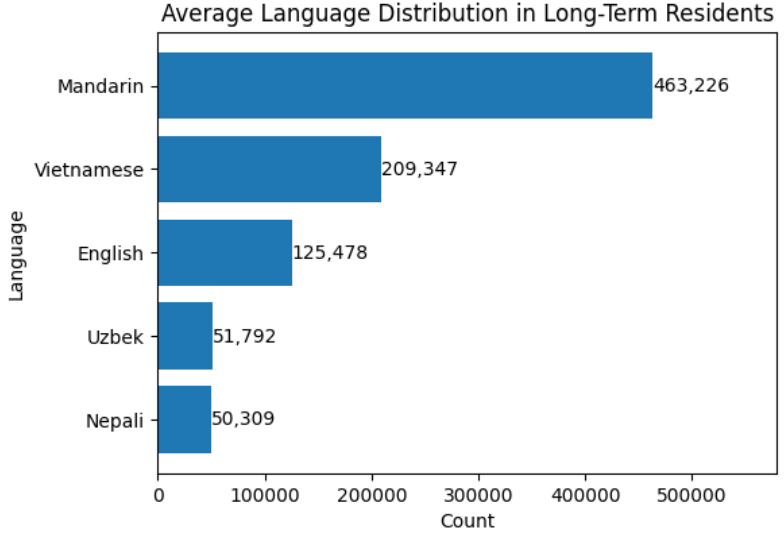 Average Language Distribution in Long-Term Residents
Language
Mandarin
463,226
Vietnamese
209,347
English
125,478
Uzbek
51,792
Nepali
50,309
0 100000 200000 300000 400000 500000
Count